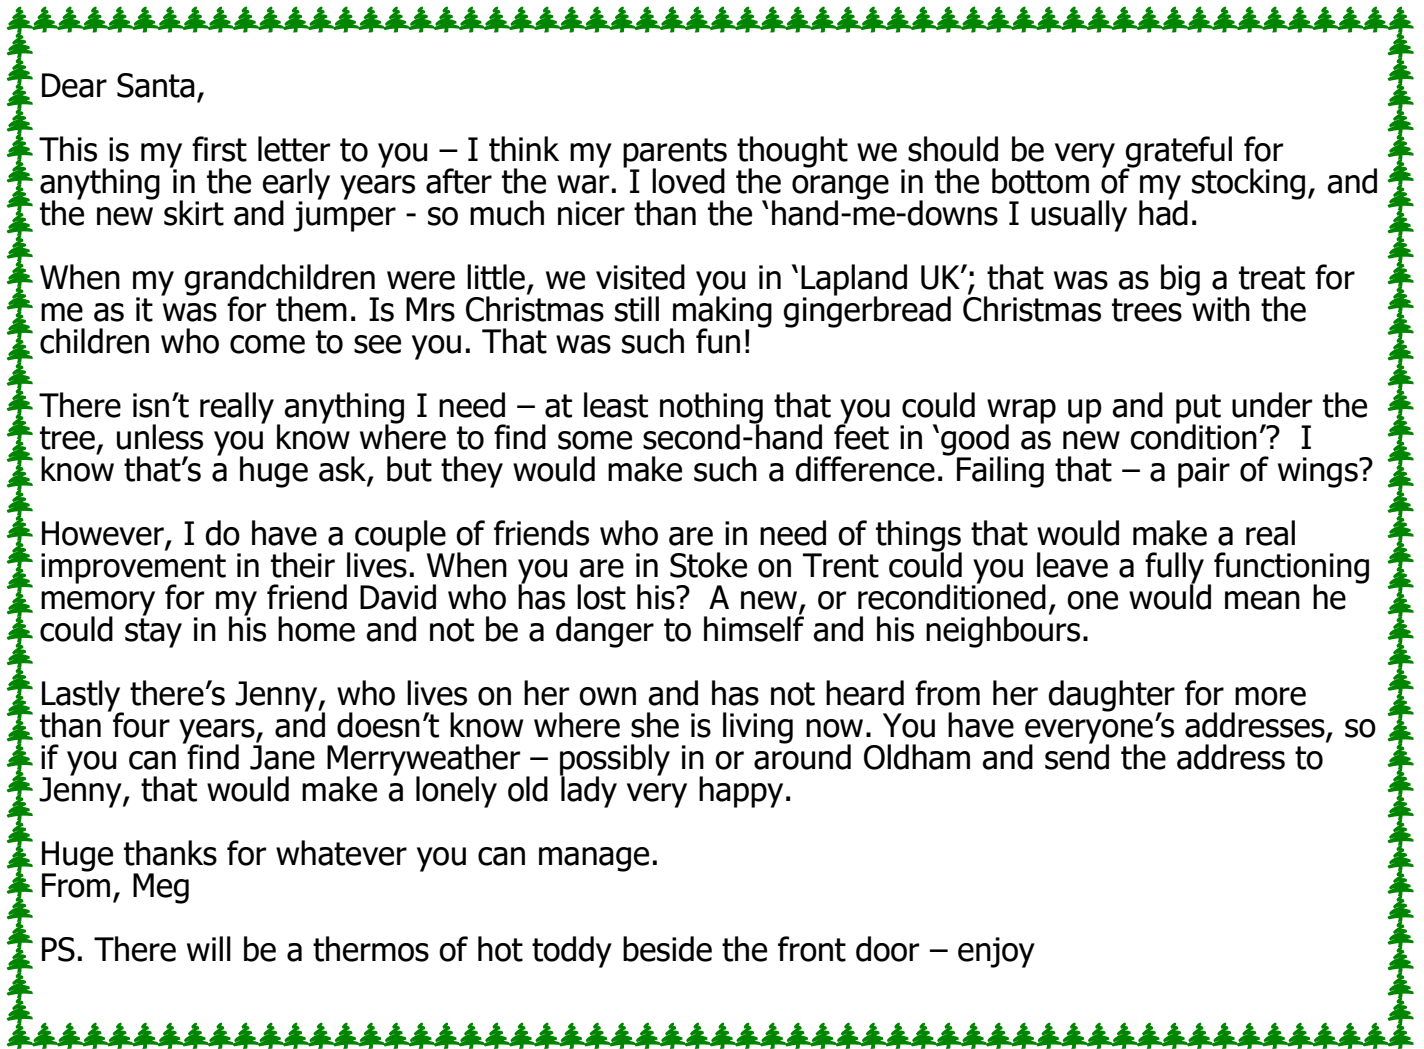 Dear Santa,
This is my first letter to you – I think my parents thought we should be very grateful for
anything in the early years after the war. I loved the orange in the bottom of my stocking, and
the new skirt and jumper - so much nicer than the ‘hand-me-downs I usually had.
When my grandchildren were little, we visited you in ‘Lapland UK’; that was as big a treat for
me as it was for them. Is Mrs Christmas still making gingerbread Christmas trees with the
children who come to see you. That was such fun!
There isn’t really anything I need – at least nothing that you could wrap up and put under the
tree, unless you know where to find some second-hand feet in ‘good as new condition’?  I
know that’s a huge ask, but they would make such a difference. Failing that – a pair of wings?
However, I do have a couple of friends who are in need of things that would make a real
improvement in their lives. When you are in Stoke on Trent could you leave a fully functioning
memory for my friend David who has lost his?  A new, or reconditioned, one would mean he
could stay in his home and not be a danger to himself and his neighbours.
Lastly there’s Jenny, who lives on her own and has not heard from her daughter for more
than four years, and doesn’t know where she is living now. You have everyone’s addresses, so
if you can find Jane Merryweather – possibly in or around Oldham and send the address to
Jenny, that would make a lonely old lady very happy.
Huge thanks for whatever you can manage.
From, Meg
PS. There will be a thermos of hot toddy beside the front door – enjoy